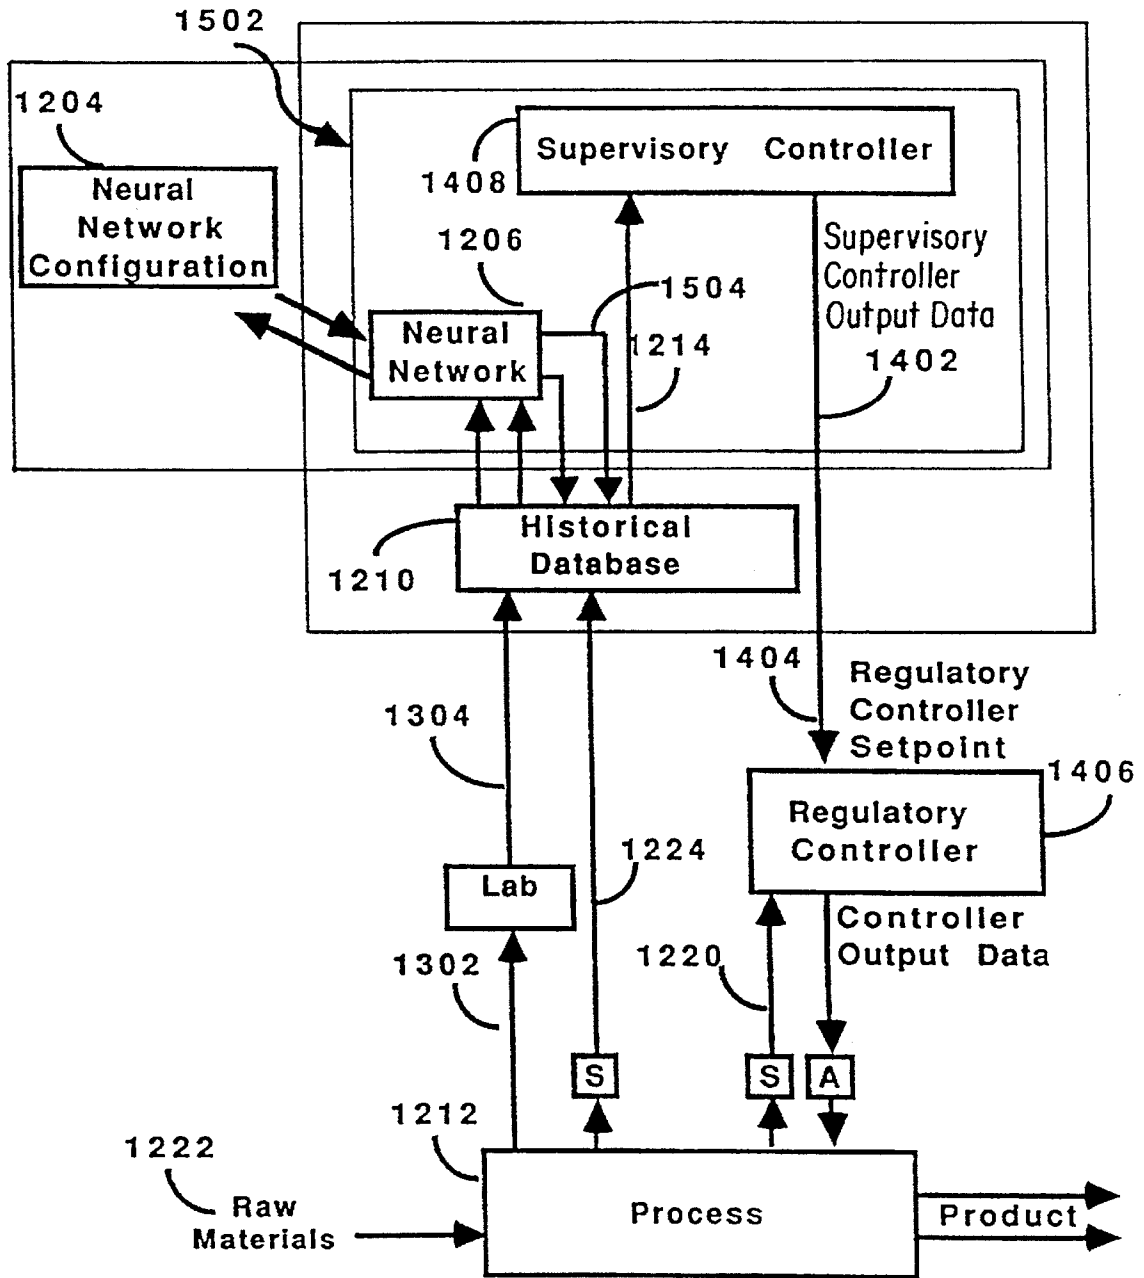 1502
1204
Neural
Network
Configuration
Supervisory Controller
1408
1206
Supervisory
Controller
Output Data
1504
Neural
Network
1214
1402
Historical
Database
1210
1404
Regulatory
Controller
Setpoint
1304
1406
Regulatory
Controller
1224
Lab
Controller
Output Data
1220
1302
S
S
A
1212
1222
Raw
Materials
Process
Product